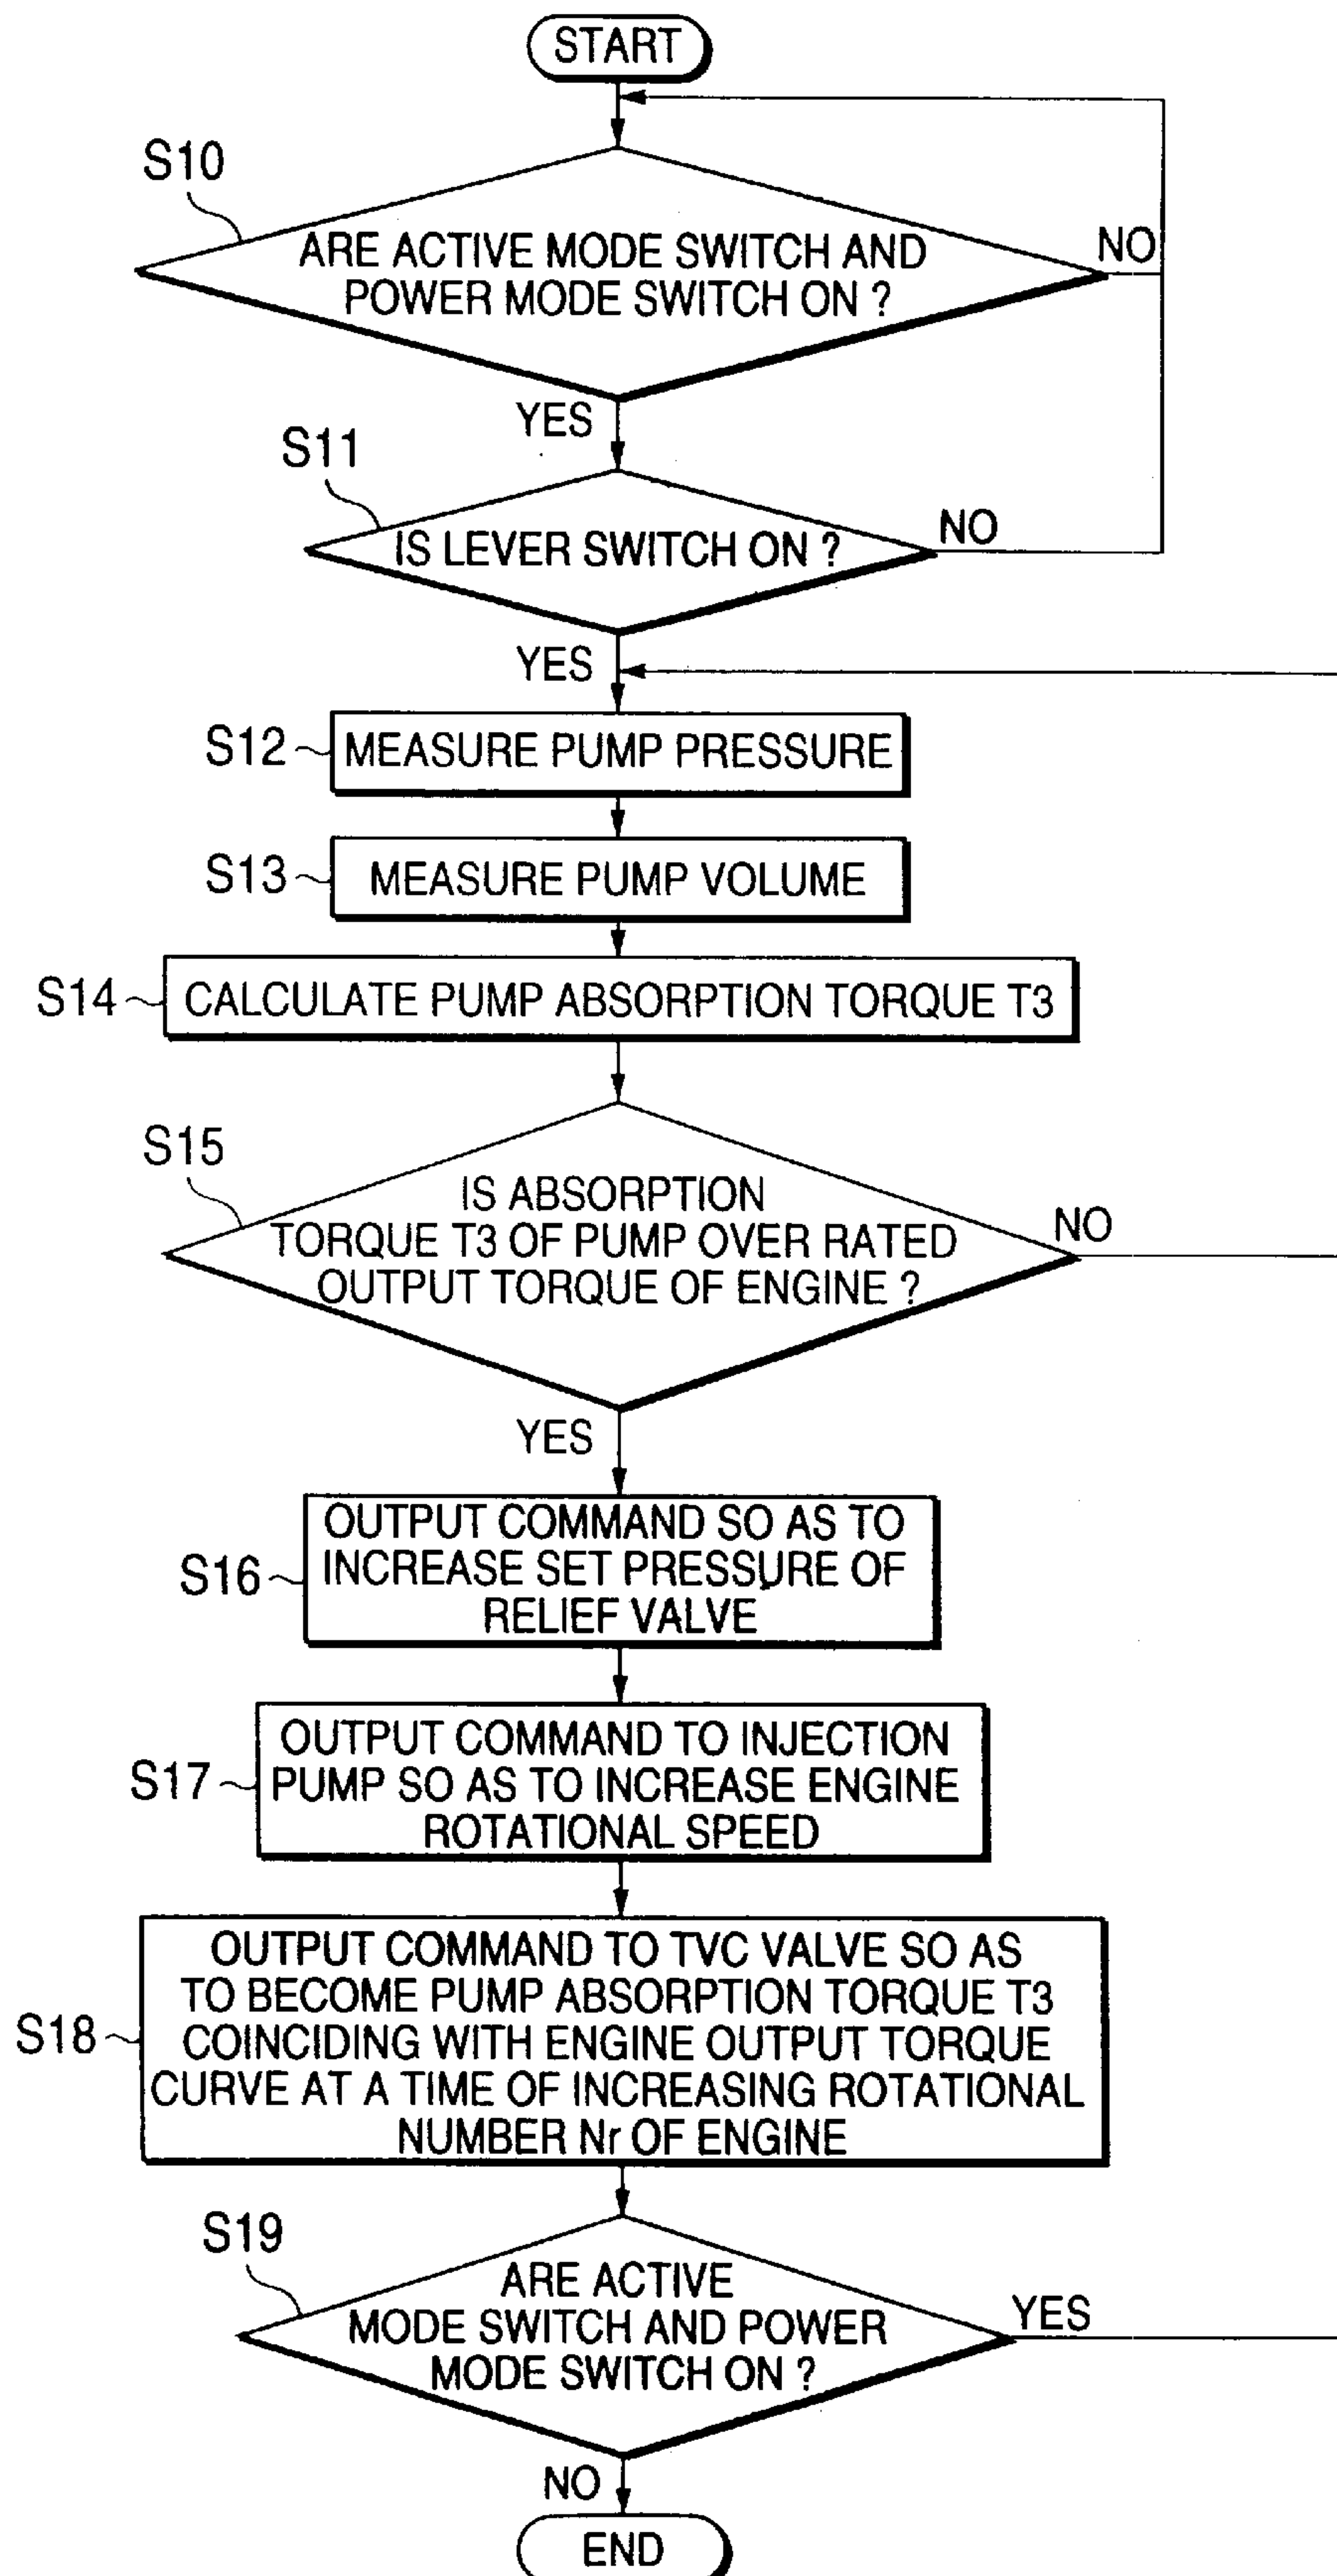 START
S10
ARE ACTIVE MODE SWITCH AND
POWER MODE SWITCH ON ?
NO
YES
S11
IS LEVER SWITCH ON ?
NO
YES
S12
MEASURE PUMP PRESSURE
S13
MEASURE PUMP VOLUME
S14
CALCULATE PUMP ABSORPTION TORQUE T3
S15
IS ABSORPTION
TORQUE T3 OF PUMP OVER RATED
OUTPUT TORQUE OF ENGINE ?
NO
YES
S16
OUTPUT COMMAND SO AS TO
INCREASE SET PRESSURE OF
RELIEF VALVE
S17
OUTPUT COMMAND TO INJECTION
PUMP SO AS TO INCREASE ENGINE
ROTATIONAL SPEED
S18
OUTPUT COMMAND TO TVC VALVE SO AS
TO BECOME PUMP ABSORPTION TORQUE T3
COINCIDING WITH ENGINE OUTPUT TORQUE
CURVE AT A TIME OF INCREASING ROTATIONAL
NUMBER Nr OF ENGINE
S19
ARE ACTIVE
MODE SWITCH AND POWER
MODE SWITCH ON ?
YES
NO
END